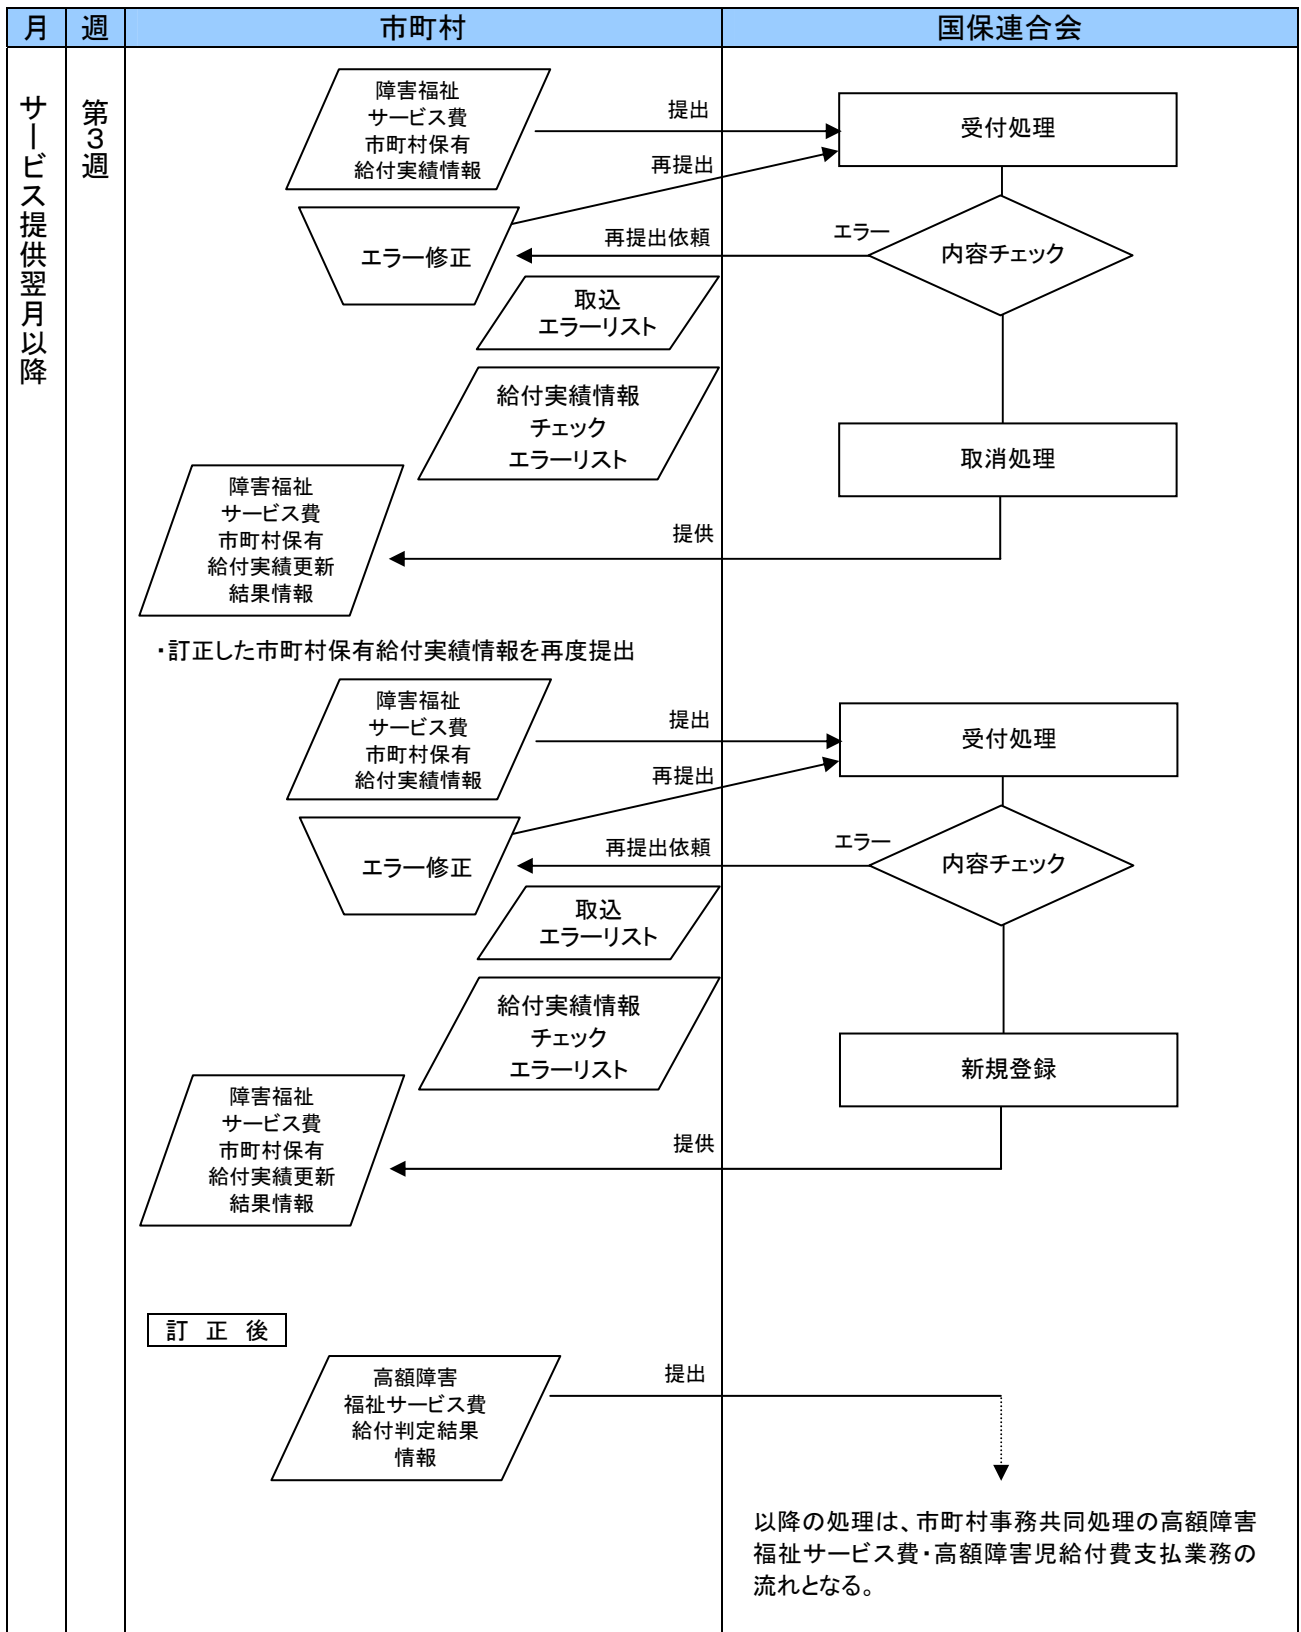 月
週
市町村
国保連合会
サービス提供翌月以降
第3週
障害福祉
サービス費
市町村保有
給付実績情報
提出
受付処理
再提出
エラー修正
再提出依頼
エラー
内容チェック
取込
エラーリスト
給付実績情報
チェック
エラーリスト
取消処理
障害福祉
サービス費
市町村保有
給付実績更新
結果情報
提供
・訂正した市町村保有給付実績情報を再度提出
障害福祉
サービス費
市町村保有
給付実績情報
提出
受付処理
再提出
エラー修正
再提出依頼
エラー
内容チェック
取込
エラーリスト
給付実績情報
チェック
エラーリスト
新規登録
障害福祉
サービス費
市町村保有
給付実績更新
結果情報
提供
訂 正 後
高額障害
福祉サービス費
給付判定結果
情報
提出
以降の処理は、市町村事務共同処理の高額障害
福祉サービス費・高額障害児給付費支払業務の
流れとなる。